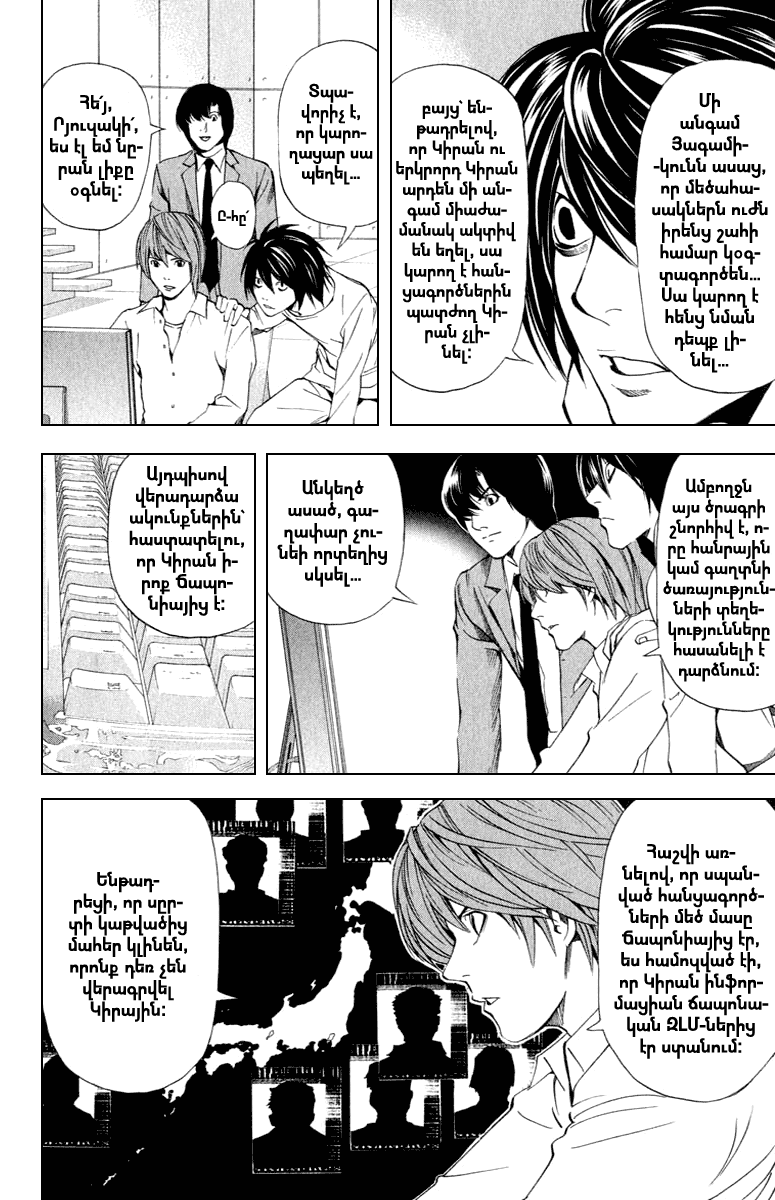 Մի
անգամ
Յագամի-
-կունն ասաց,
որ մեծահա-
սակներն ուժն
իրենց շահի
համար կօգ-
տագործեն...
Սա կարող է
հենց նման
դեպք լի-
նել...
բայց՝ են-
թադրելով,
որ Կիրան ու
երկրորդ Կիրան
արդեն մի ան-
գամ միաժա-
մանակ ակտիվ
են եղել, սա
կարող է հան-
ցագործներին
պատժող Կի-
րան չլի-
նել:
Տպա-
վորիչ է,
որ կարո-
ղացար սա
պեղել...
Ը-հը՛
Հե՜յ,
Րյուզակի՛,
ես էլ եմ նը-
րան լիքը
օգնել:
Ամբողջն
այս ծրագրի
շնորհիվ է, ո-
րը հանրային
կամ գաղտնի
ծառայություն-
ների տեղե-
կությունները
հասանելի է
դարձնում:
Անկեղծ
ասած, գա-
ղափար չու-
նեի որտեղից
սկսել...
Այդպիսով
վերադարձա
ակունքներին՝
հաստատելու,
որ Կիրան ի-
րոք Ճապո-
նիայից է:
Հաշվի առ-
նելով, որ սպան-
ված հանցագործ-
ների մեծ մասը
Ճապոնիայից էր,
ես համոզված էի,
որ Կիրան ինֆոր-
մացիան ճապոնա-
կան ԶԼՄ-ներից
էր ստանում:
Ենթադ-
րեցի, որ սըր-
տի կաթվածից
մահեր կլինեն,
որոնք դեռ չեն
վերագրվել
Կիրային: